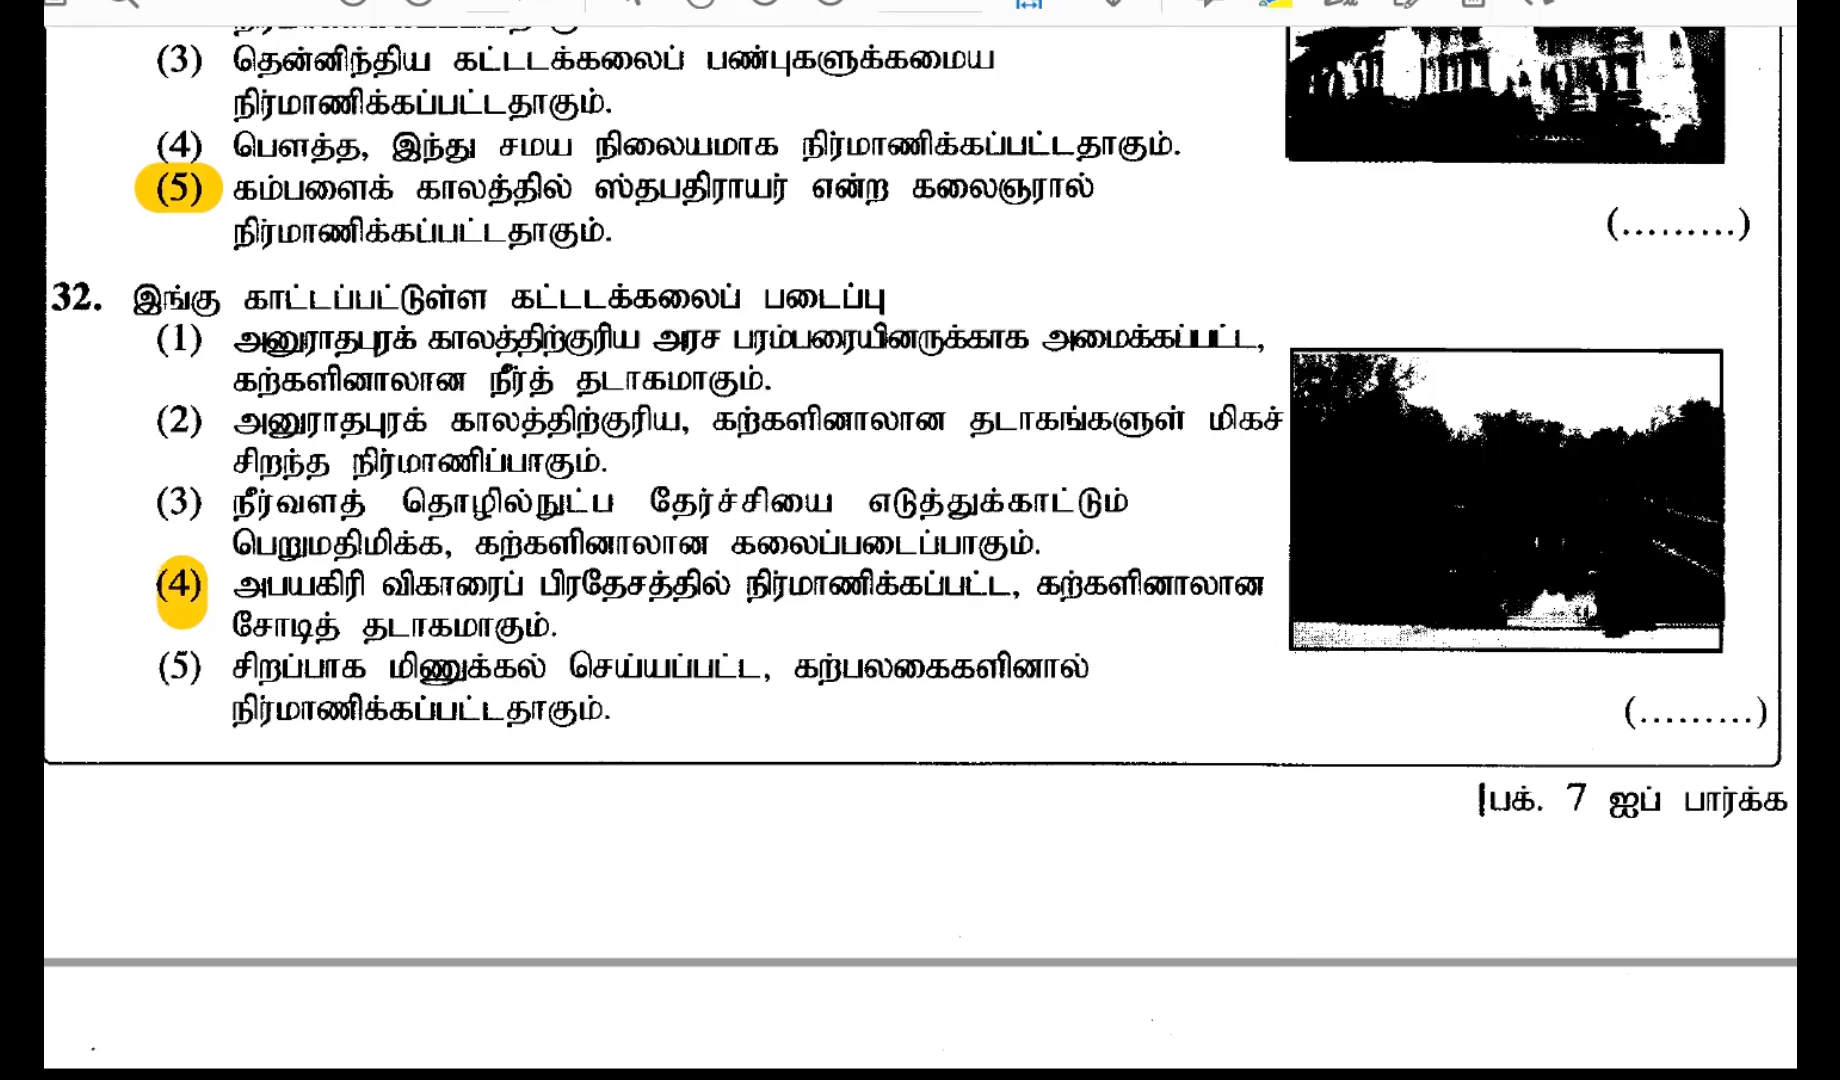 (3) தென்னிந்திய கட்டடக்கலைப் பண்புகளுக்கமைய
நிர்மாணிக்கப்பட்டதாகும்.
(4) பௌத்த, இந்து சமய நிலையமாக நிர்மாணிக்கப்பட்டதாகும்.
(5) கம்பளைக் காலத்தில் ஸ்தபதிராயர் என்ற கலைஞரால்
நிர்மாணிக்கப்பட்டதாகும்.
(.........)
32. இங்கு காட்டப்பட்டுள்ள கட்டடக்கலைப் படைப்பு
(1) அனுராதபுரக் காலத்திற்குரிய அரச பரம்பரையினருக்காக அமைக்கப்பட்ட,
கற்களினாலான நீர்த் தடாகமாகும்.
(2) அனுராதபுரக் காலத்திற்குரிய, கற்களினாலான தடாகங்களுள் மிகச்
சிறந்த நிர்மாணிப்பாகும்.
(3) நீர்வளத் தொழில்நுட்ப தேர்ச்சியை எடுத்துக்காட்டும்
பெறுமதிமிக்க, கற்களினாலான கலைப்படைப்பாகும்.
(4) அபயகிரி விகாரைப் பிரதேசத்தில் நிர்மாணிக்கப்பட்ட, கற்களினாலான
சோடித் தடாகமாகும்.
(5) சிறப்பாக மினுக்கல் செய்யப்பட்ட, கற்பலகைகளினால்
நிர்மாணிக்கப்பட்டதாகும்.
(.........)
|பக். 7 ஐப் பார்க்க